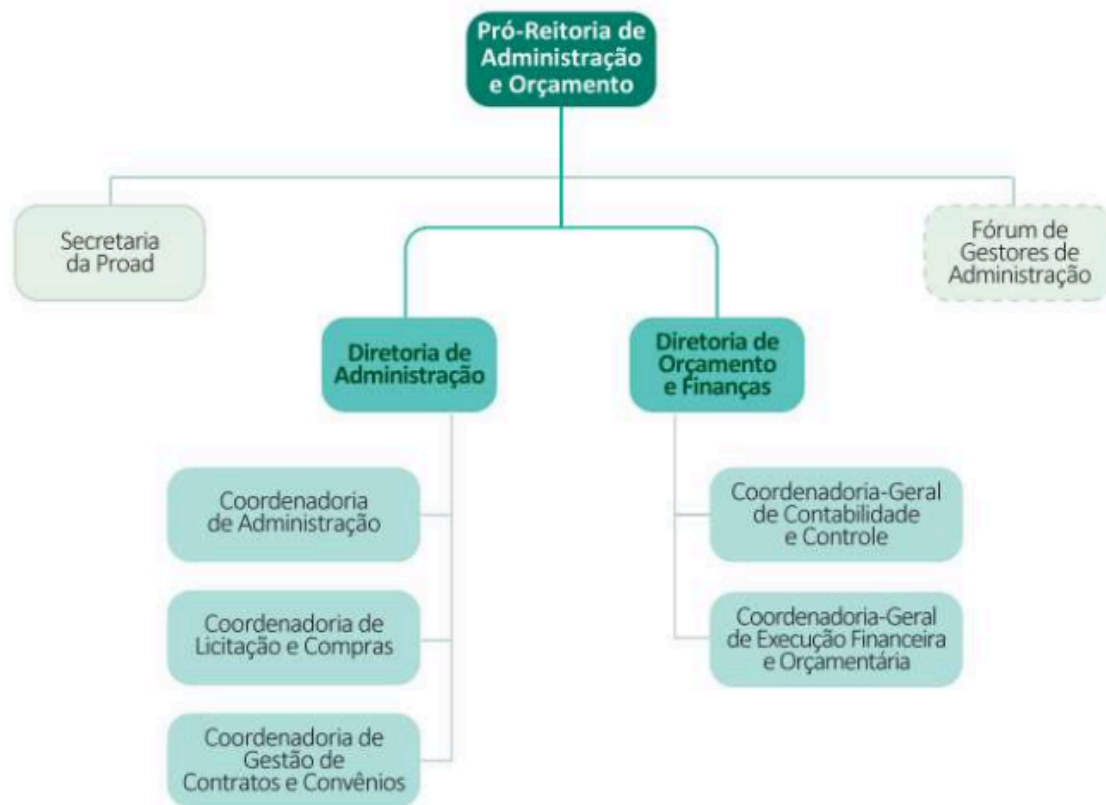 Pró-Reitoria de
Administração
e Orçamento
Secretaria
da Proad
Fórum de
Gestores de
Administração
Diretoria de
Administração
Diretoria de
Orçamento
e Finanças
Coordenadoria
de Administração
Coordenadoria de
Licitação e Compras
Coordenadoria de
Gestão de
Contratos e Convênios
Coordenadoria-Geral
de Contabilidade
e Controle
Coordenadoria-Geral
de Execução Financeira
e Orçamentária